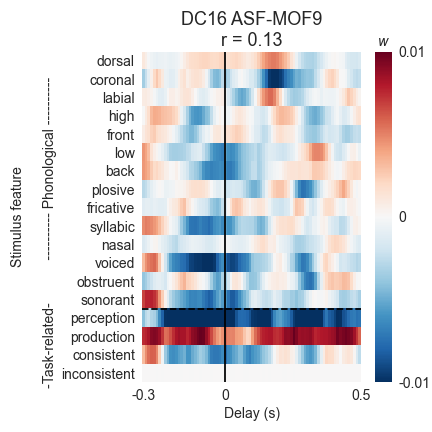 DC16 ASF-MOF9
r = 0.13
w
Stimulus feature
---------- Phonological ----------
-Task-related-
dorsal
coronal
labial
high
front
low
back
plosive
fricative
syllabic
nasal
voiced
obstruent
sonorant
perception
production
consistent
inconsistent
0.01
0
-0.01
-0.3 0 0.5
Delay (s)